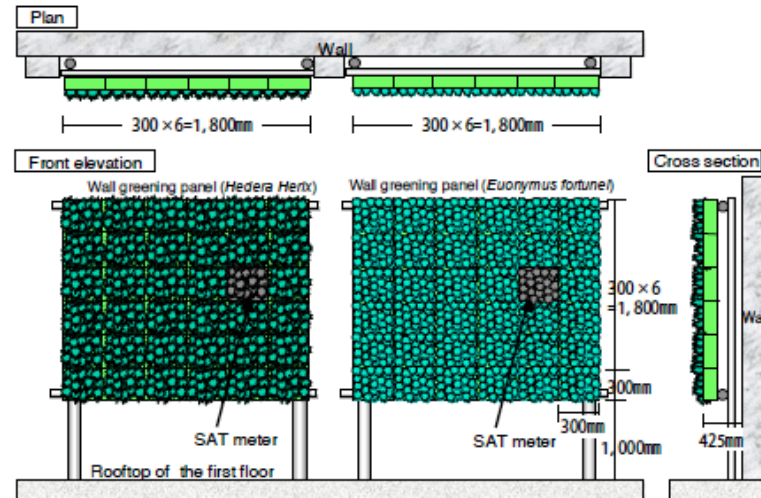 Plan
Wall
300×6=1,800㎜
300×6=1,800㎜
Front elevation
Cross section
Wall greening panel (Hedera Herix)
Wall greening panel (Euonymus fortunei)
300×6
=1,800㎜
Wa
300㎜
300㎜
SAT meter
SAT meter
1,000㎜
425㎜
Rooftop of the first floor